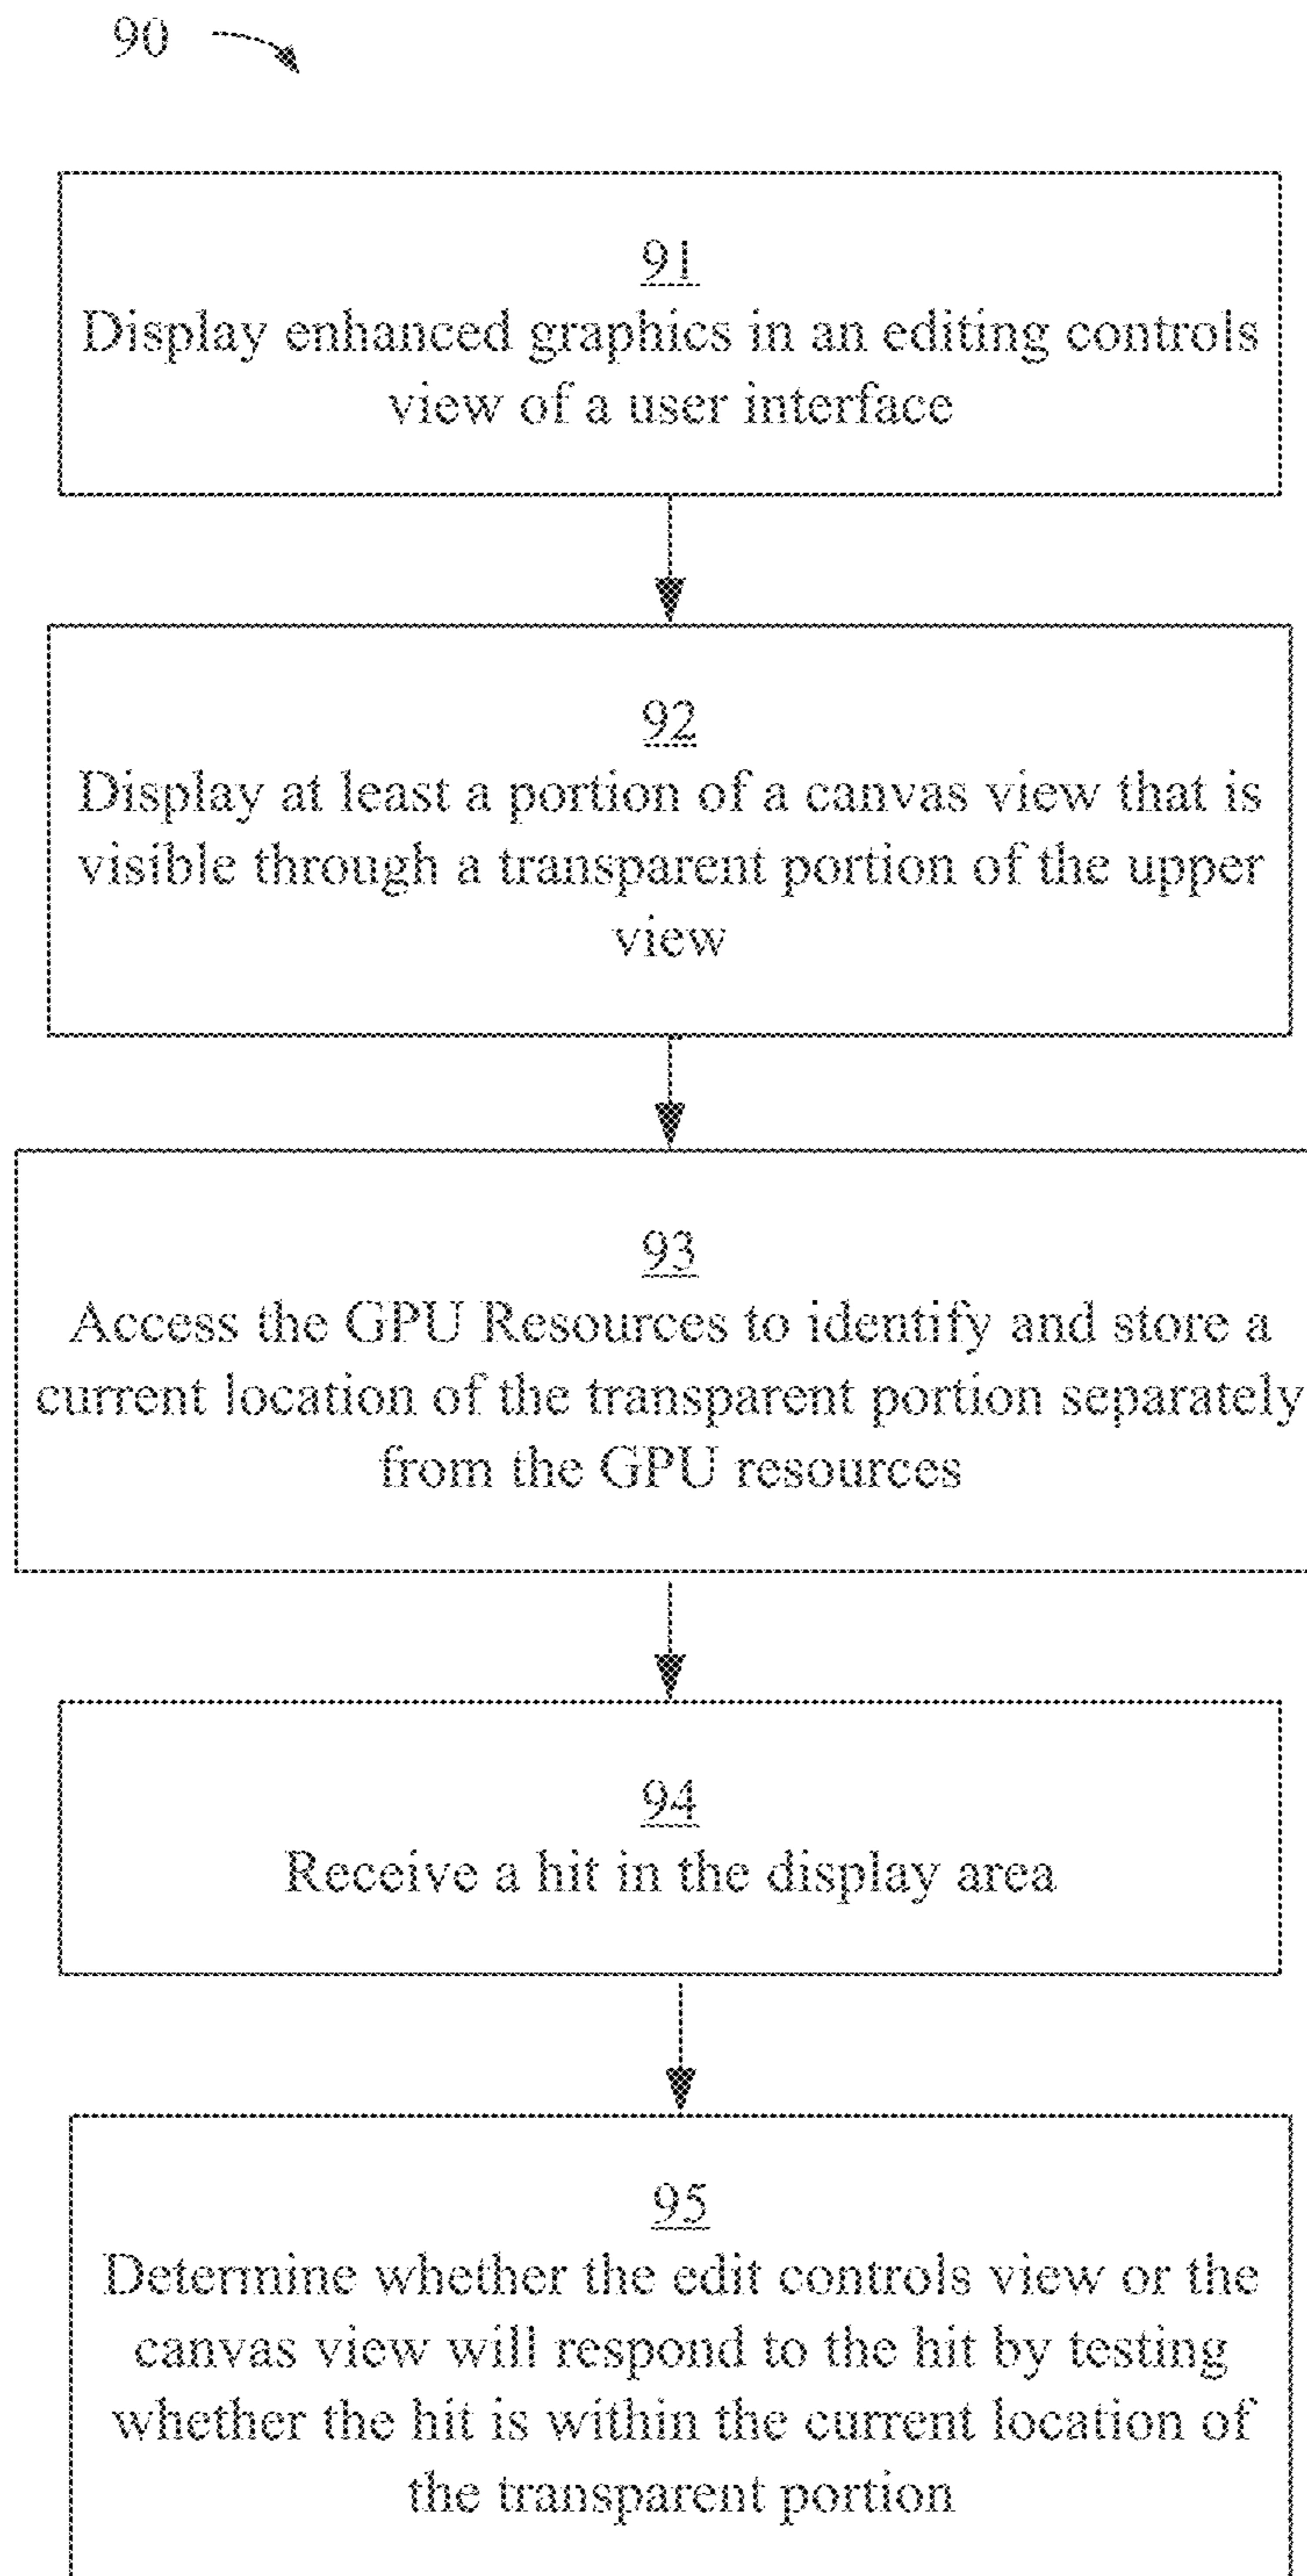 90
91
Display enhanced graphics in an editing controls
view of a user interface
92
Display at least a portion of a canvas view that is
visible through a transparent portion of the upper
view
93
Access the GPU Resources to identify and store a
current location of the transparent portion separately
from the GPU resources
94
Receive a hit in the display area
95
Determine whether the edit controls view or the
canvas view will respond to the hit by testing
whether the hit is within the current location of
the transparent portion